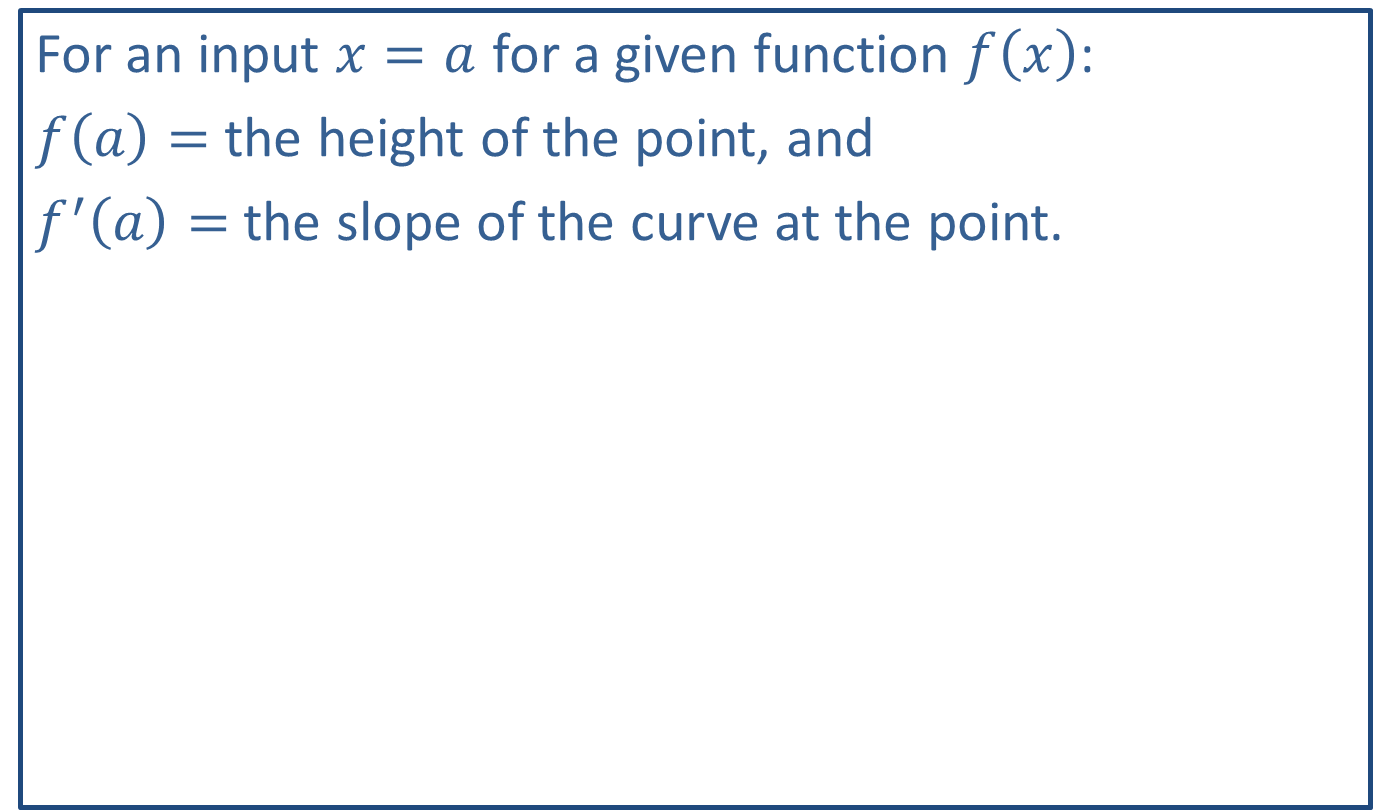 For an input x = a for a given function f(x):
f(a) = the height of the point, and
f′(a) = the slope of the curve at the point.